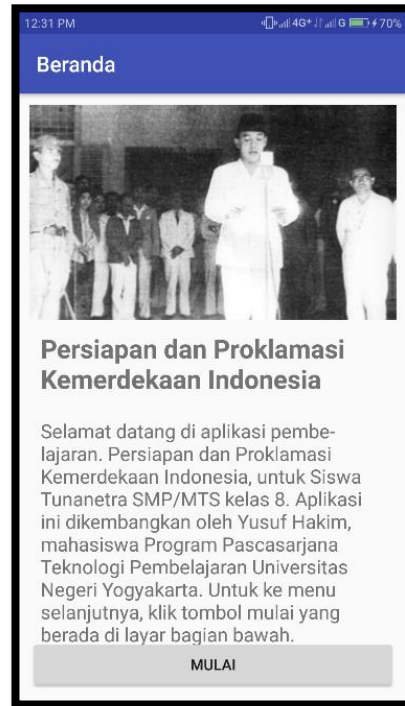 12:31 PM 4G+ G 70%
Beranda
Persiapan dan Proklamasi
Kemerdekaan Indonesia
Selamat datang di aplikasi pembe-
lajaran. Persiapan dan Proklamasi
Kemerdekaan Indonesia, untuk Siswa
Tunanetra SMP/MTS kelas 8. Aplikasi
ini dikembangkan oleh Yusuf Hakim,
mahasiswa Program Pascasarjana
Teknologi Pembelajaran Universitas
Negeri Yogyakarta. Untuk ke menu
selanjutnya, klik tombol mulai yang
berada di layar bagian bawah.
MULAI